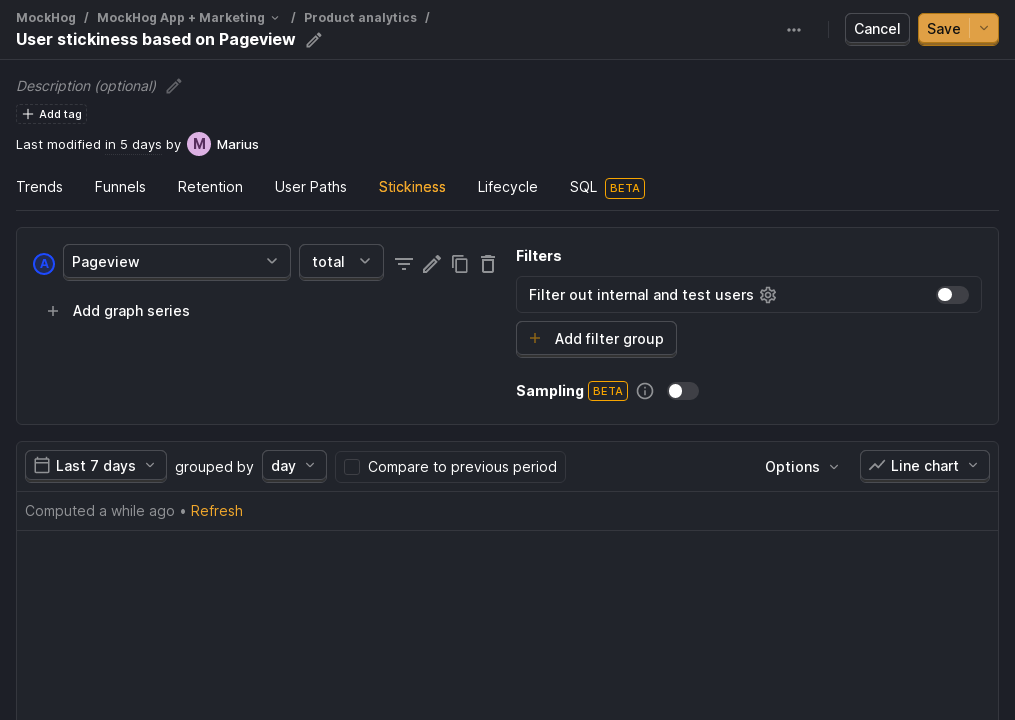 MockHog / MockHog App + Marketing / Product analytics /
User stickiness based on Pageview
Cancel
Save
Description (optional)
Add tag
Last modified in 5 days by M Marius
Trends Funnels Retention User Paths Stickiness Lifecycle SQL BETA
A Pageview total
Add graph series
Filters
Filter out internal and test users
Add filter group
Sampling BETA
Last 7 days grouped by day Compare to previous period Options Line chart
Computed a while ago • Refresh